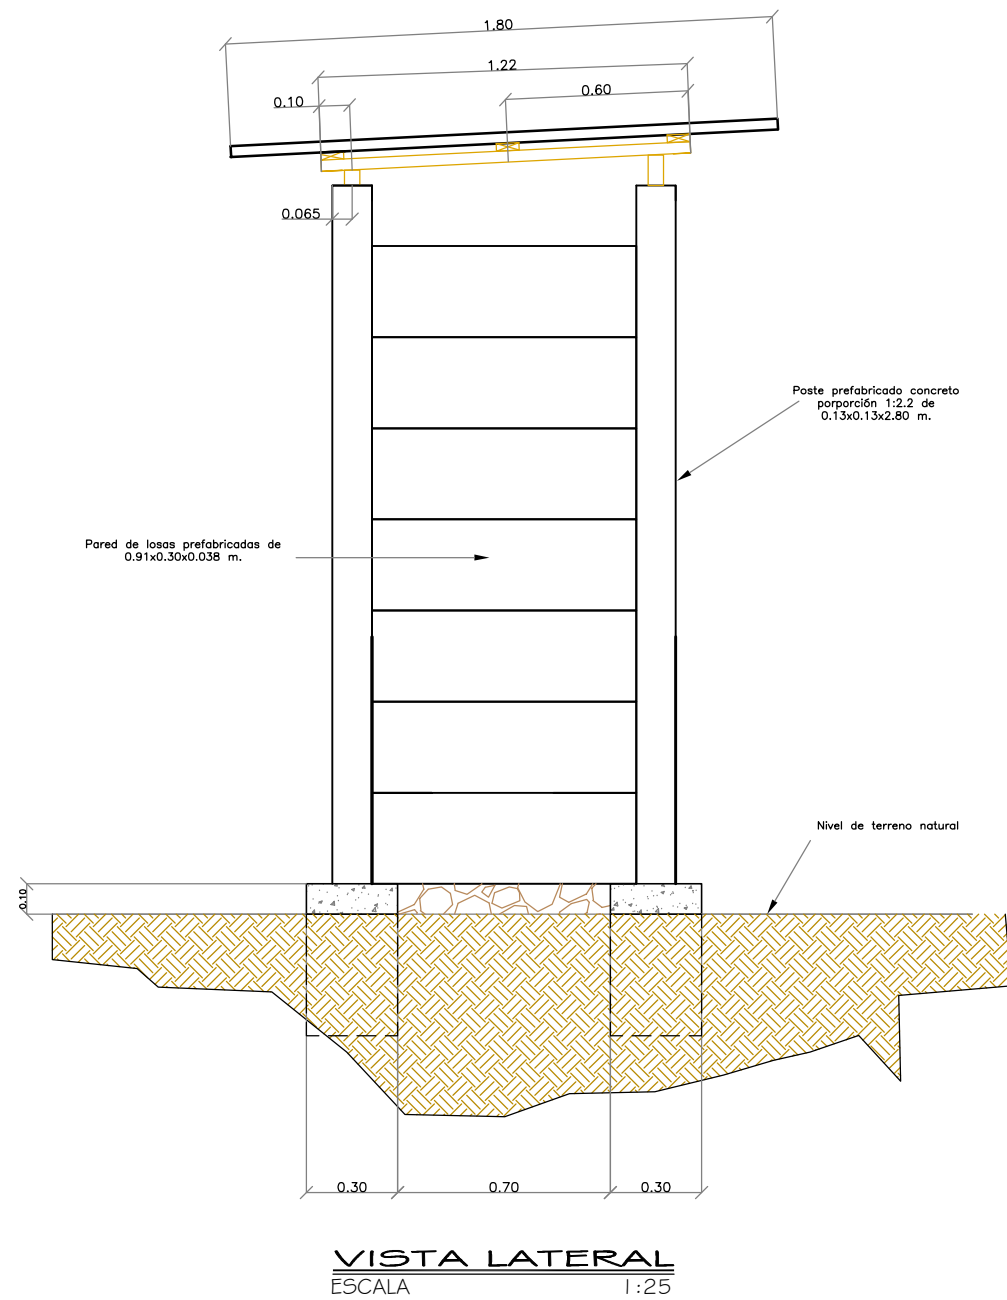 1.80
1.22
0.60
0.10
0.065
Poste prefabricado concreto
porporción 1:2.2 de
0.13x0.13x2.80 m.
Pared de losas prefabricadas de
0.91x0.30x0.038 m.
Nivel de terreno natural
0.10
0.30
0.70
0.30
VISTA LATERAL
ESCALA 1:25